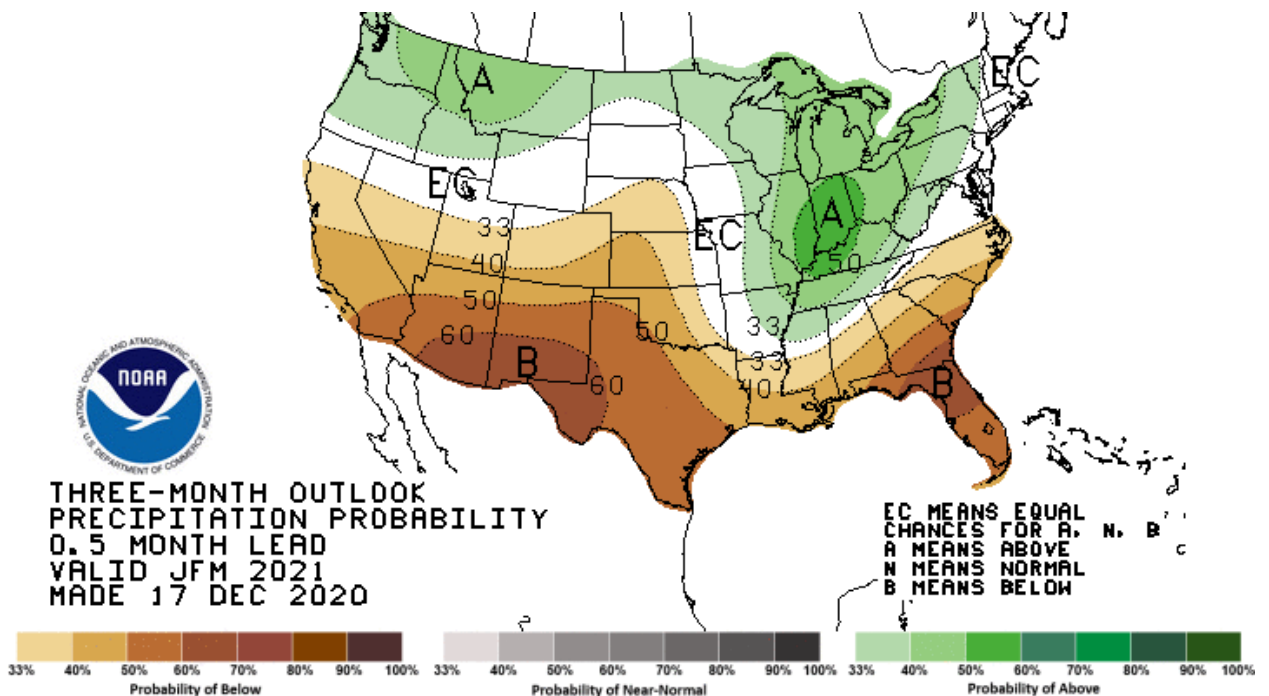 EC
A
EC
33
40
50
60
B
60
50
EC
A
50
33
33
40
B
NATIONAL OCEANIC AND ATMOSPHERIC ADMINISTRATION
NOAA
U.S. DEPARTMENT OF COMMERCE
THREE-MONTH OUTLOOK
PRECIPITATION PROBABILITY
0.5 MONTH LEAD
VALID JFM 2021
MADE 17 DEC 2020
EC MEANS EQUAL
CHANCES FOR A, N, B
A MEANS ABOVE
N MEANS NORMAL
B MEANS BELOW
33% 40% 50% 60% 70% 80% 90% 100%
Probability of Below
33% 40% 50% 60% 70% 80% 90% 100%
Probability of Near-Normal
33% 40% 50% 60% 70% 80% 90% 100%
Probability of Above